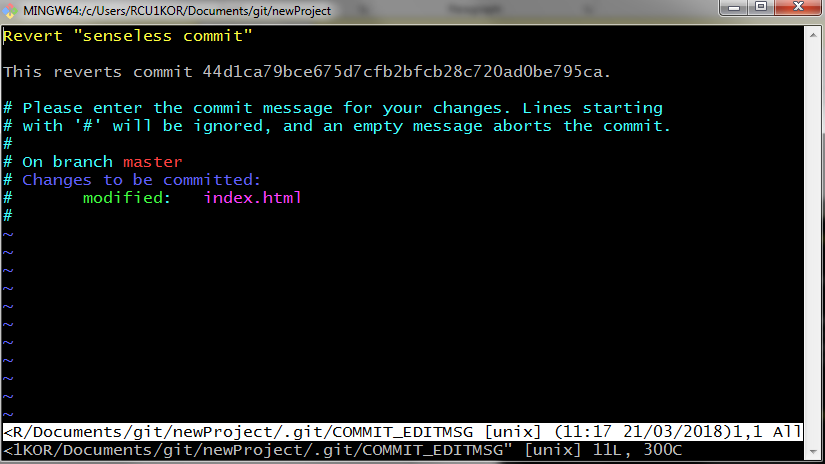 MINGW64:/c/Users/RCU1KOR/Documents/git/newProject
Revert "senseless commit"
This reverts commit 44d1ca79bce675d7cfb2bfcb28c720ad0be795ca.
# Please enter the commit message for your changes. Lines starting
# with '#' will be ignored, and an empty message aborts the commit.
#
# On branch master
# Changes to be committed:
#       modified:   index.html
#
~
~
~
~
~
~
~
~
~
~
~
<R/Documents/git/newProject/.git/COMMIT_EDITMSG [unix] (11:17 21/03/2018)1,1 All
<1KOR/Documents/git/newProject/.git/COMMIT_EDITMSG" [unix] 11L, 300C